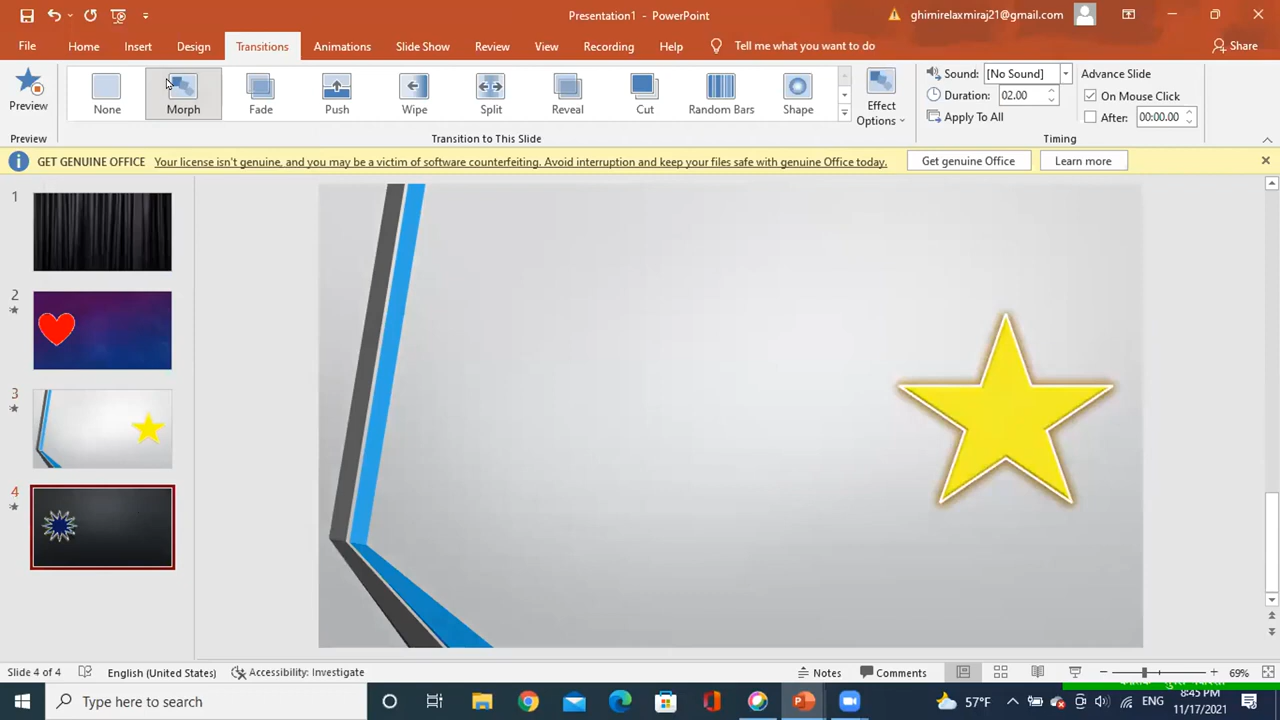 Presentation1 - PowerPoint
ghimirelaxmiraj21@gmail.com
File Home Insert Design Transitions Animations Slide Show Review View Recording Help Tell me what you want to do Share
Preview None Morph Fade Push Wipe Split Reveal Cut Random Bars Shape Effect Options
Sound: [No Sound] Advance Slide
Duration: 02.00 On Mouse Click
Apply To All After: 00:00.00
Preview Transition to This Slide Timing
GET GENUINE OFFICE Your license isn't genuine, and you may be a victim of software counterfeiting. Avoid interruption and keep your files safe with genuine Office today. Get genuine Office Learn more
1
2
3
4
Slide 4 of 4 English (United States) Accessibility: Investigate Notes Comments 69%
Type here to search 57°F ENG 8:45 PM
11/17/2021